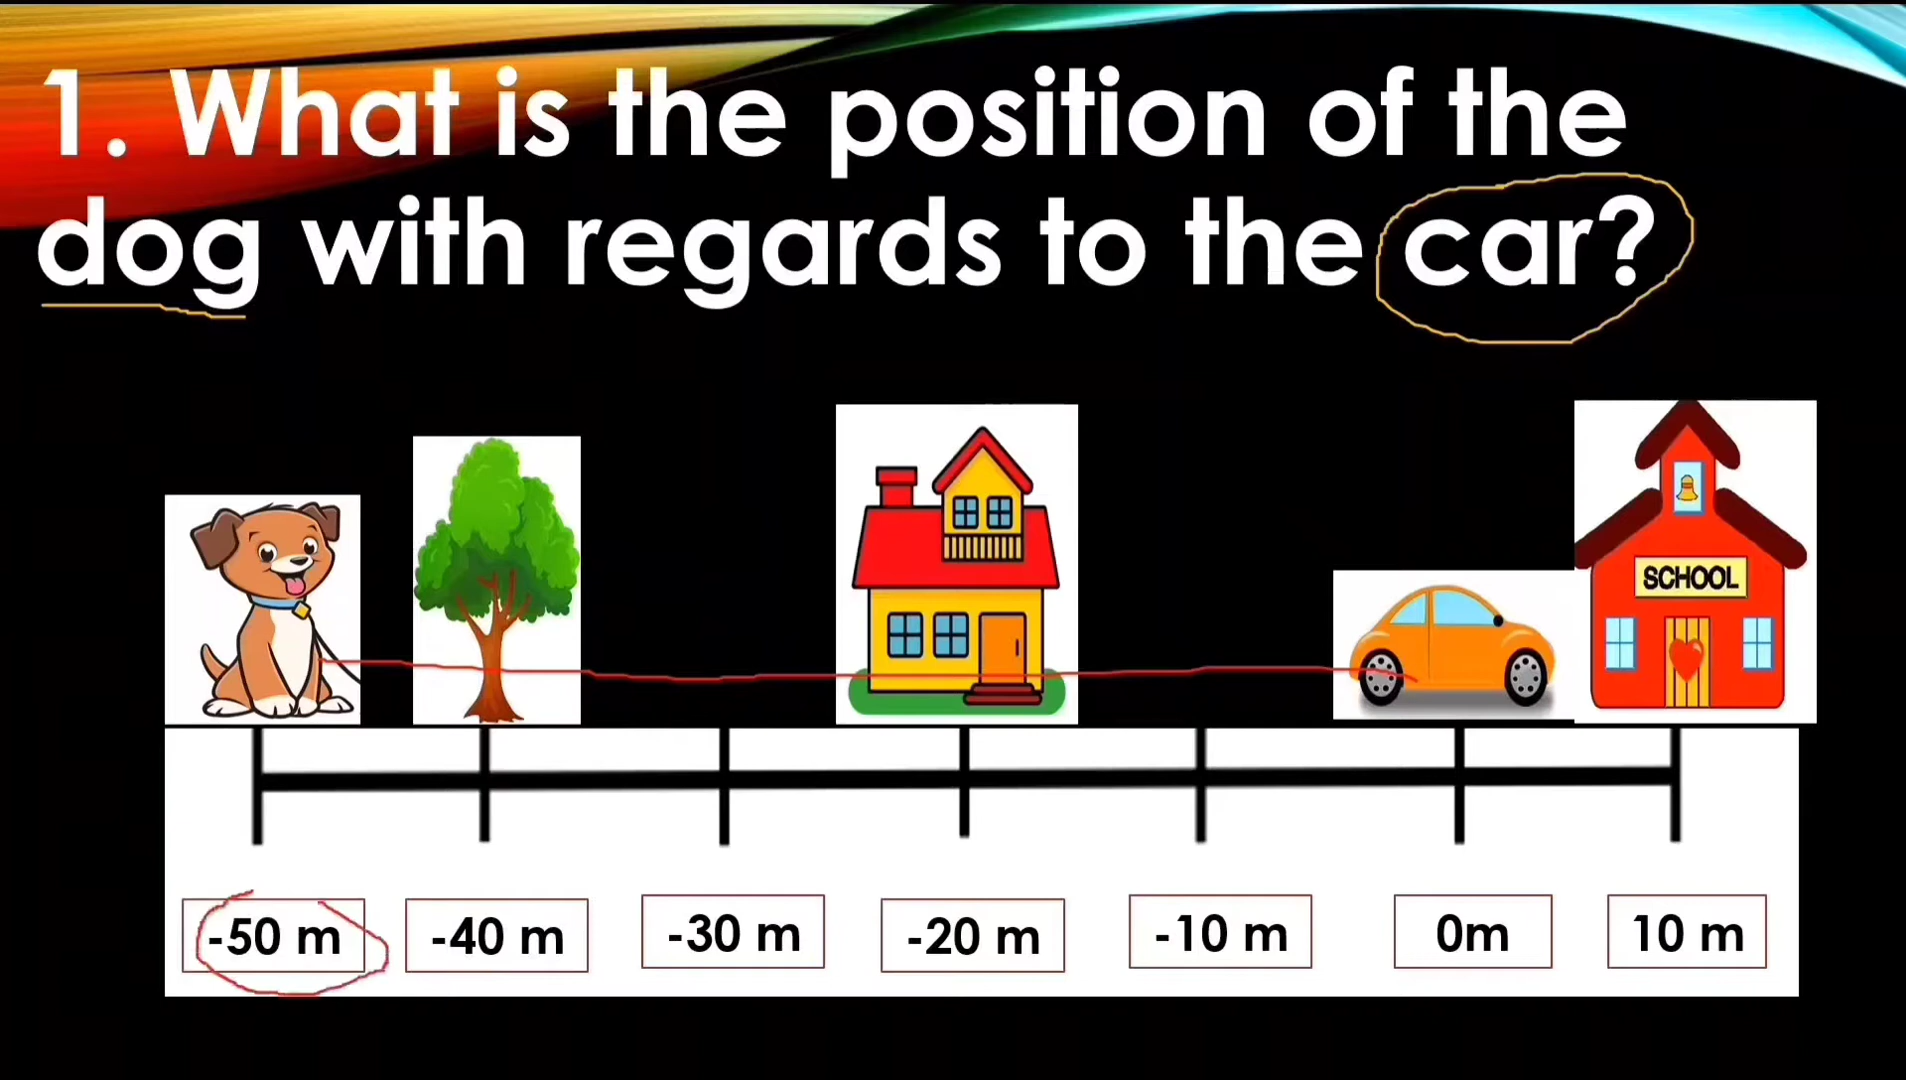 1. What is the position of the
dog with regards to the car?
SCHOOL
-50 m -40 m -30 m -20 m -10 m 0m 10 m